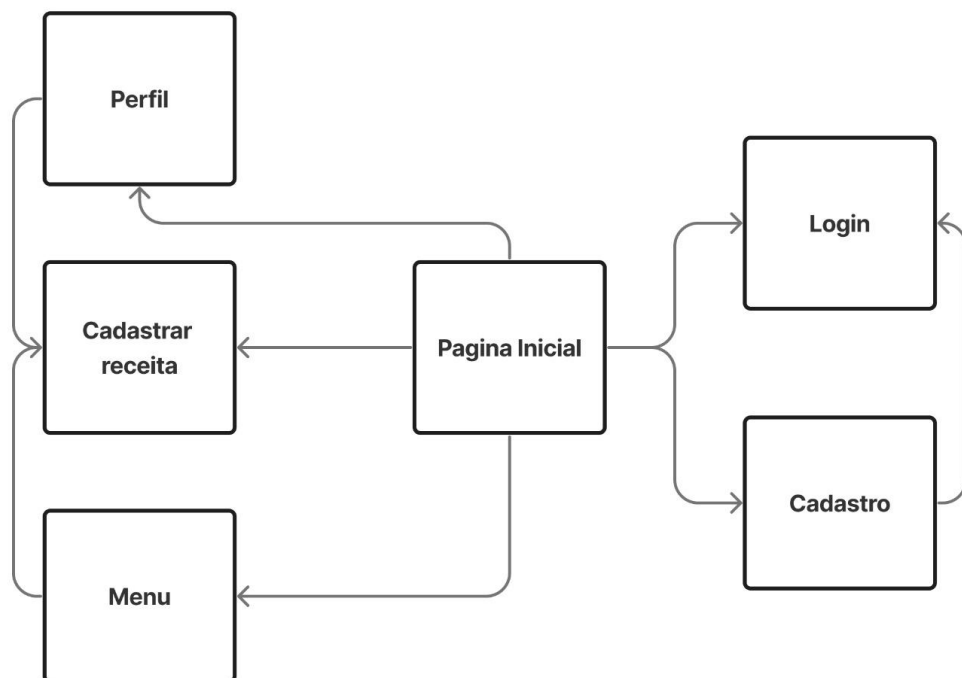 Perfil
Login
Cadastrar
receita
Pagina Inicial
Cadastro
Menu